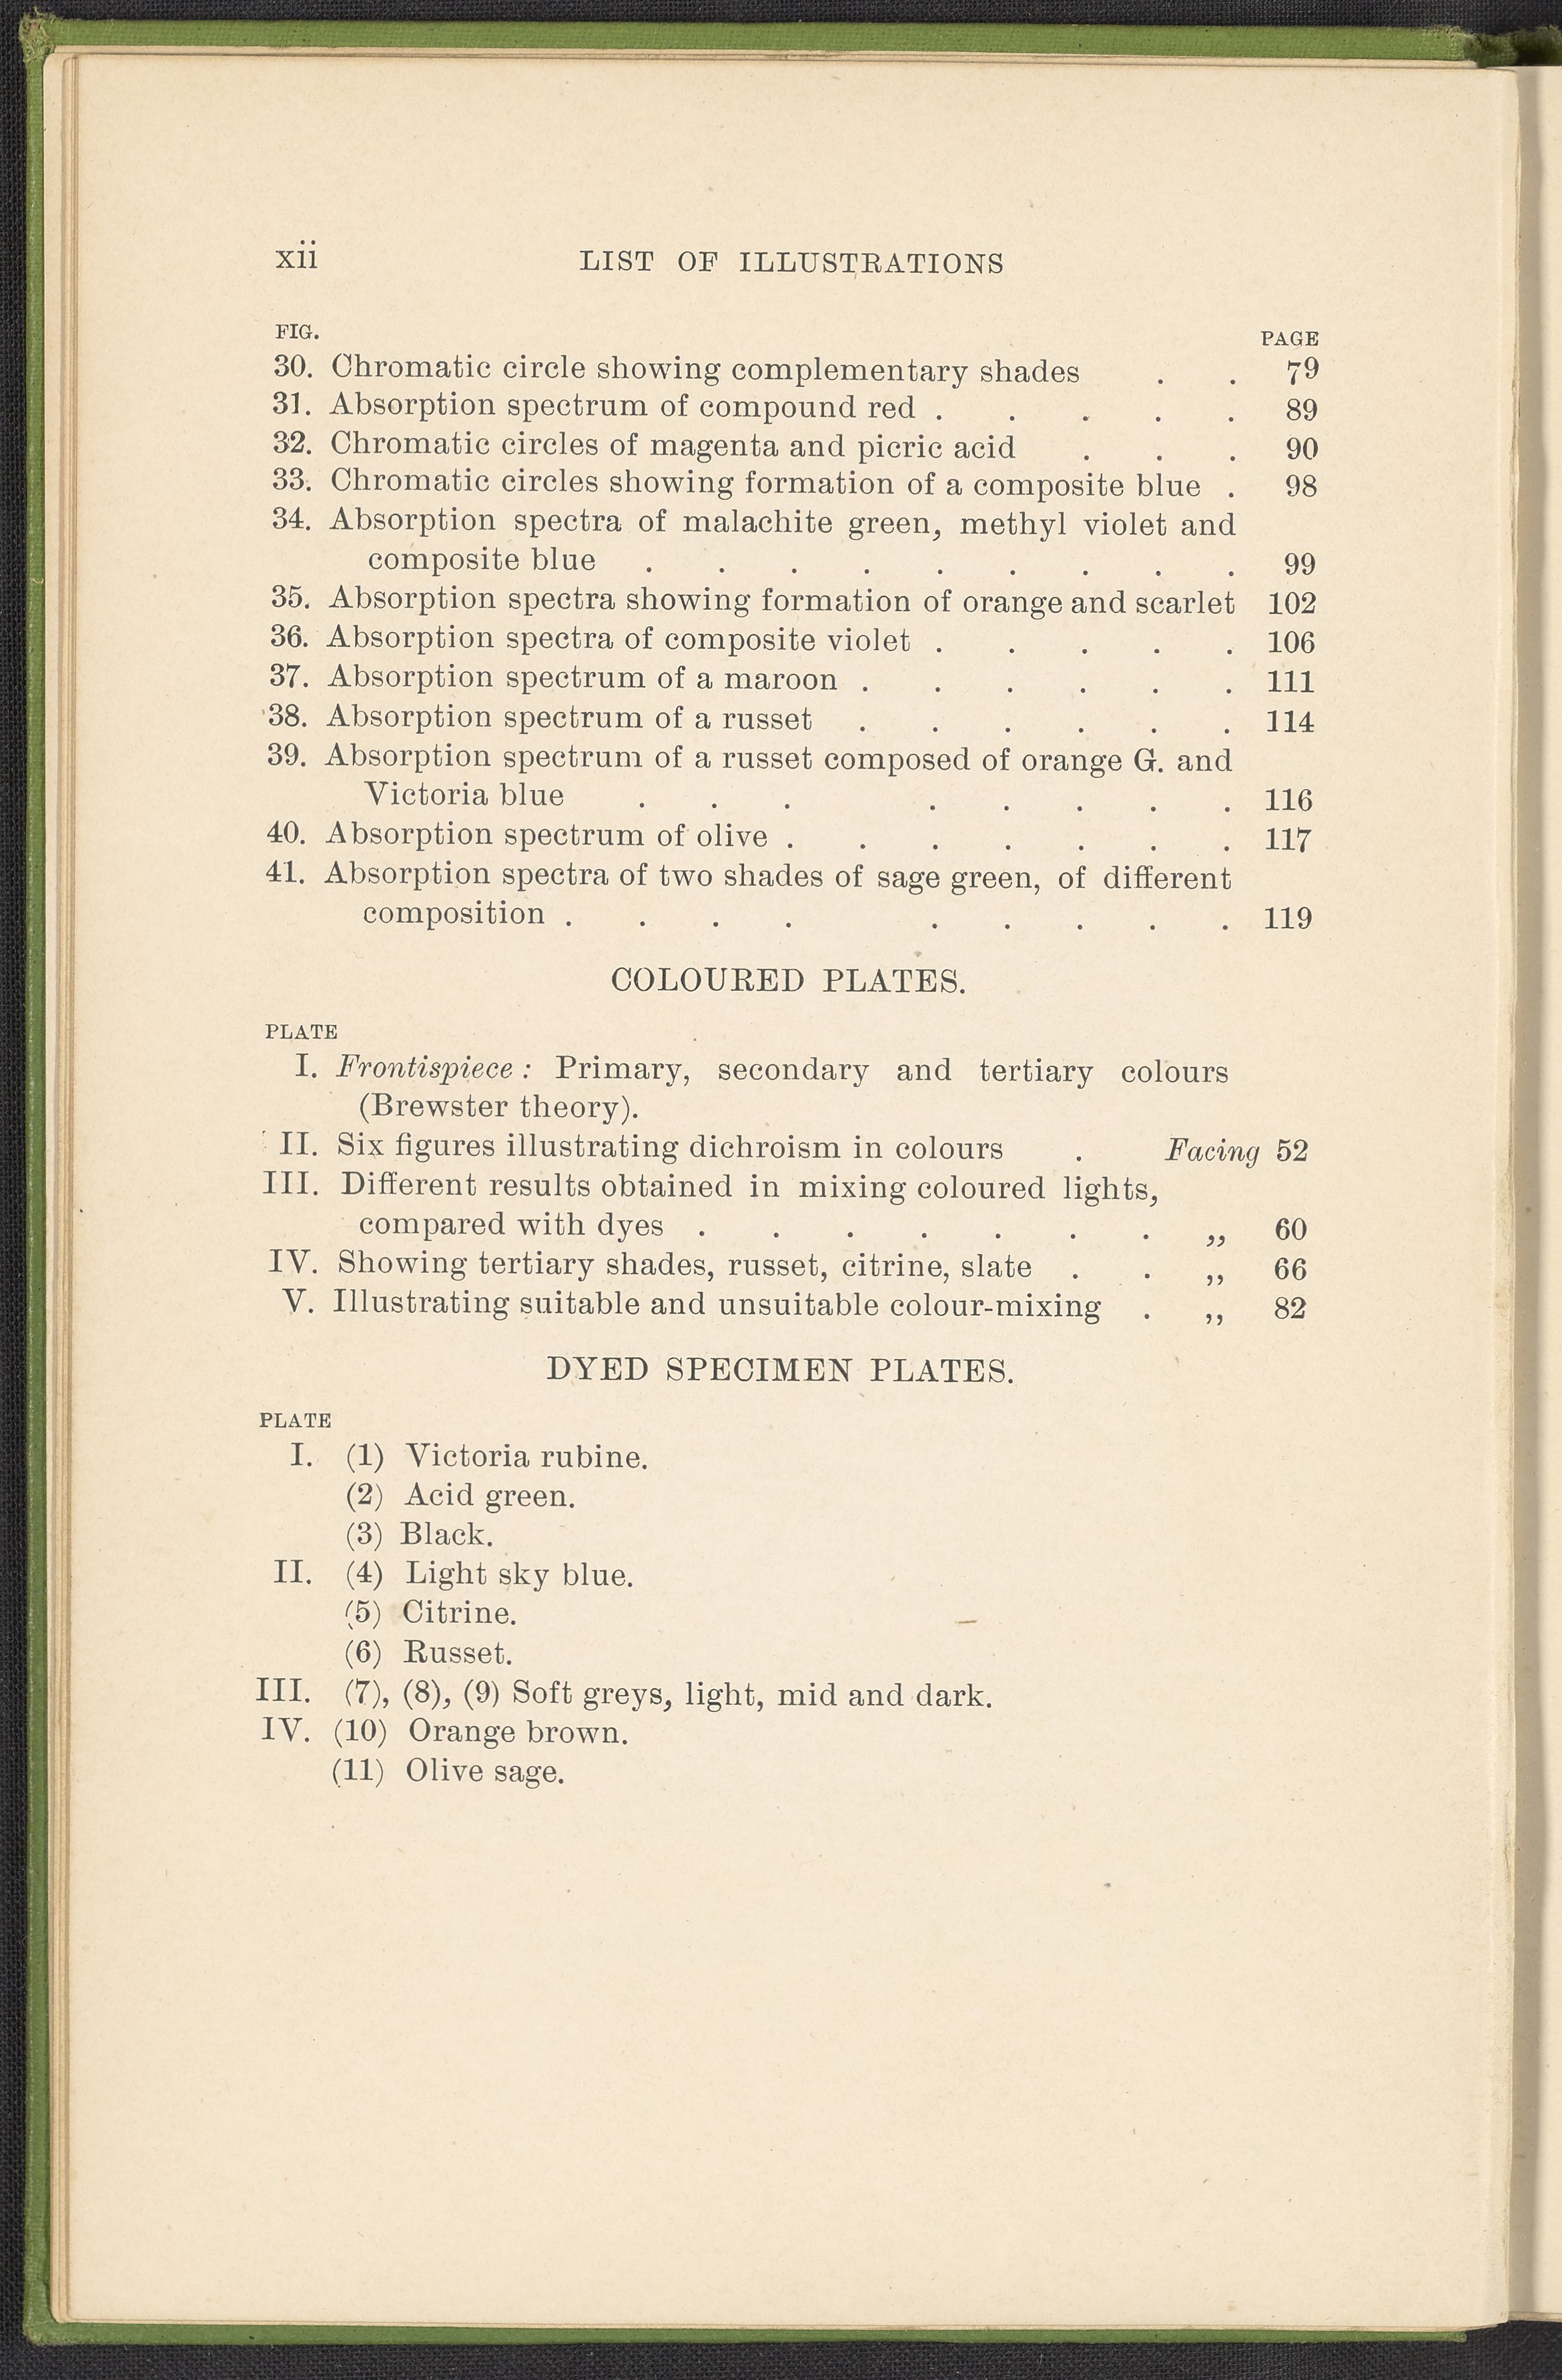 xii LIST OF ILLUSTRATIONS
FIG. PAGE
30. Chromatic circle showing complementary shades . . 79
31. Absorption spectrum of compound red . . . . . 89
32. Chromatic circles of magenta and picric acid . . . 90
33. Chromatic circles showing formation of a composite blue . 98
34. Absorption spectra of malachite green, methyl violet and
composite blue . . . . . . . . . 99
35. Absorption spectra showing formation of orange and scarlet 102
36. Absorption spectra of composite violet . . . . . 106
37. Absorption spectrum of a maroon . . . . . . 111
38. Absorption spectrum of a russet . . . . . . 114
39. Absorption spectrum of a russet composed of orange G. and
Victoria blue . . . . . . . . 116
40. Absorption spectrum of olive . . . . . . . 117
41. Absorption spectra of two shades of sage green, of different
composition . . . . . . . . . 119
COLOURED PLATES.
PLATE
I. Frontispiece: Primary, secondary and tertiary colours
(Brewster theory).
II. Six figures illustrating dichroism in colours . Facing 52
III. Different results obtained in mixing coloured lights,
compared with dyes . . . . . . . ,, 60
IV. Showing tertiary shades, russet, citrine, slate . . ,, 66
V. Illustrating suitable and unsuitable colour-mixing . ,, 82
DYED SPECIMEN PLATES.
PLATE
I. (1) Victoria rubine.
(2) Acid green.
(3) Black.
II. (4) Light sky blue.
(5) Citrine.
(6) Russet.
III. (7), (8), (9) Soft greys, light, mid and dark.
IV. (10) Orange brown.
(11) Olive sage.